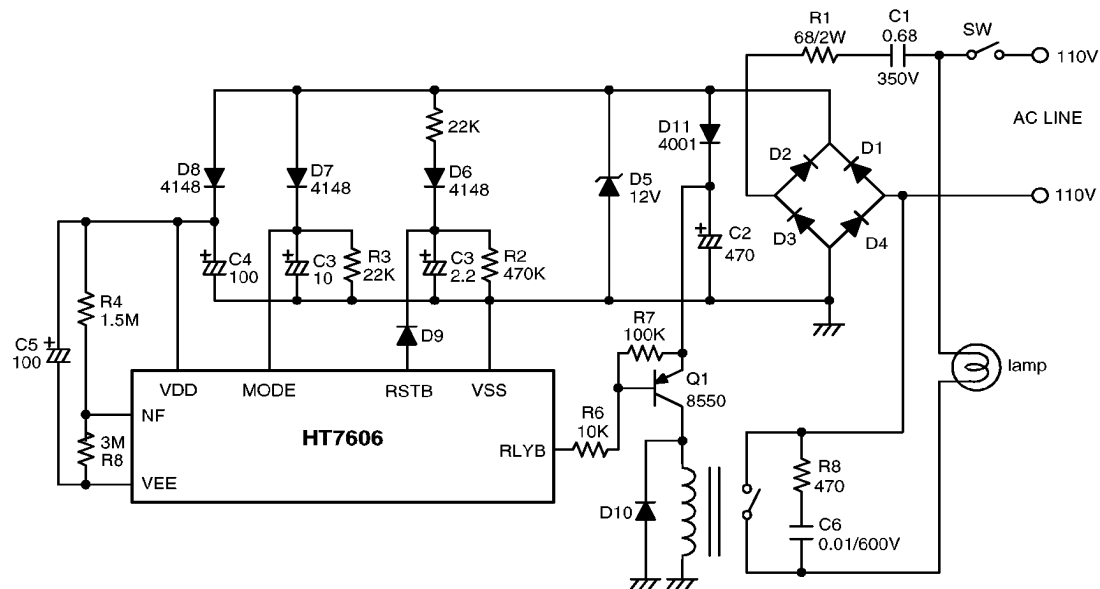 R1
68/2W
C1
0.68
350V
SW
110V
AC LINE
110V
22K
D11
4001
D2
D1
D3
D4
D8
4148
D7
4148
D6
4148
D5
12V
+
C4
100
+
C3
10
R3
22K
+
C3
2.2
R2
470K
+
C2
470
R4
1.5M
C5
+
100
D9
R7
100K
lamp
VDD
MODE
RSTB
VSS
Q1
8550
NF
HT7606
R6
10K
3M
R8
RLYB
VEE
R8
470
D10
C6
0.01/600V